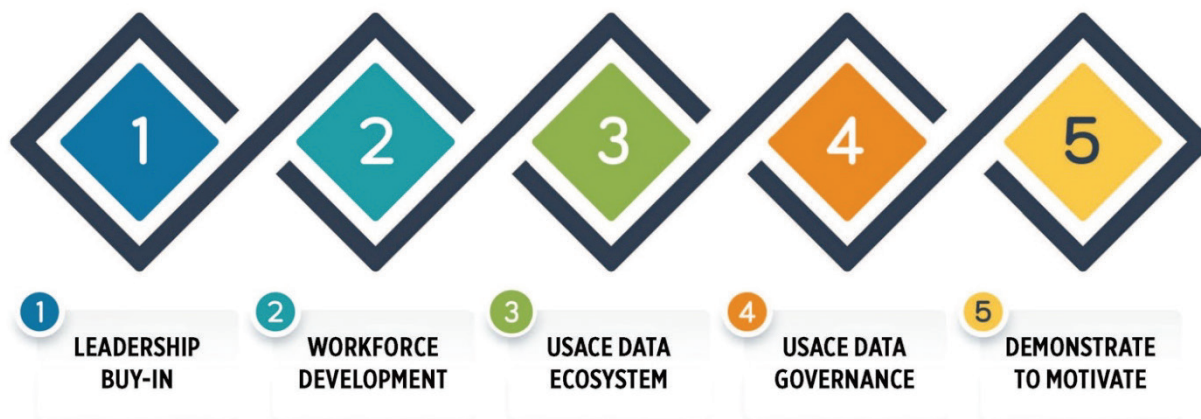 1 2 3 4 5
1 2 3 4 5
LEADERSHIP
BUY-IN
WORKFORCE
DEVELOPMENT
USACE DATA
ECOSYSTEM
USACE DATA
GOVERNANCE
DEMONSTRATE
TO MOTIVATE